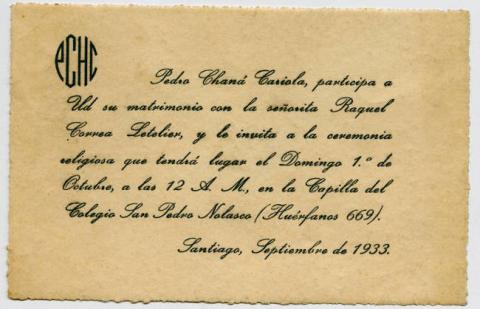 PCHC
Pedro Chaná Cariola, participa a
Ud su matrimonio con la señorita Raquel
Correa Letelier, y le invita a la ceremonia
religiosa que tendrá lugar el Domingo 1.º de
Octubre, a las 12 A. M., en la Capilla del
Colegio San Pedro Nolasco (Huérfanos 669).
Santiago, Septiembre de 1933.